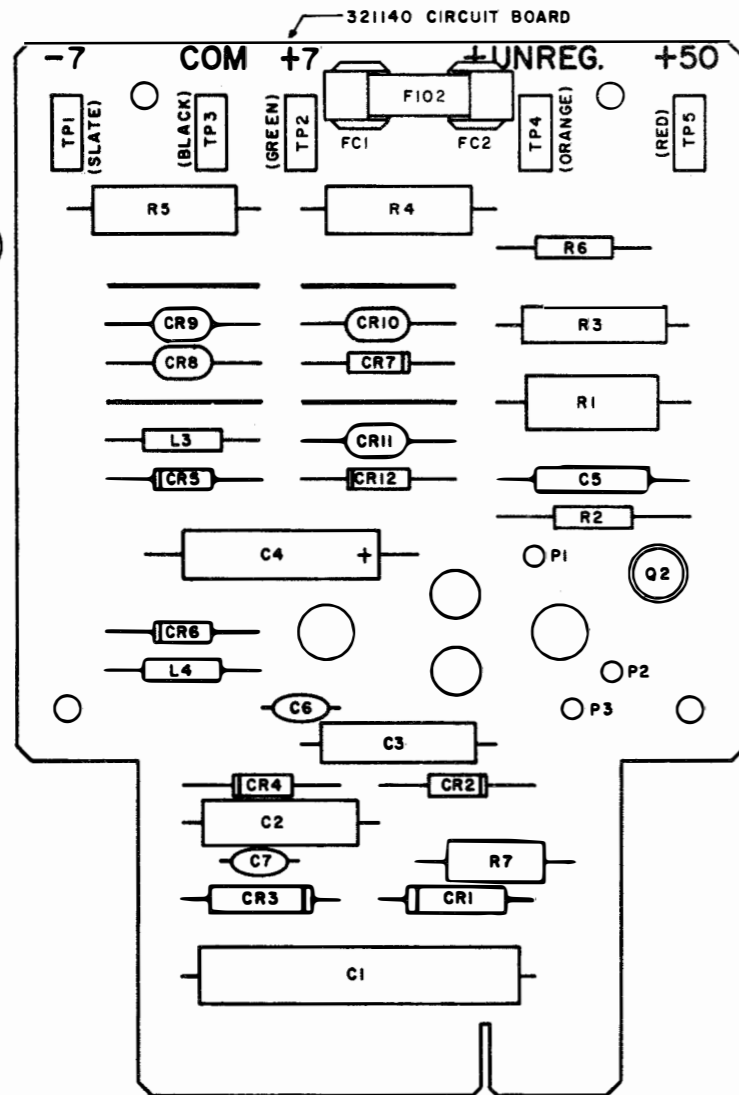 321140 CIRCUIT BOARD
-7 COM +7 +UNREG. +50
TP1 (SLATE) (BLACK) TP3 (GREEN) TP2 F102 TP4 (ORANGE) (RED) TP5
FC1 FC2
R5 R4
R6
CR9 CR10 R3
CR8 CR7
R1
L3 CR11
CR5 CR12 C5
R2
C4 + P1
Q2
CR6
L4 P2
C6 P3
C3
CR4 CR2
C2
C7 R7
CR3 CR1
C1